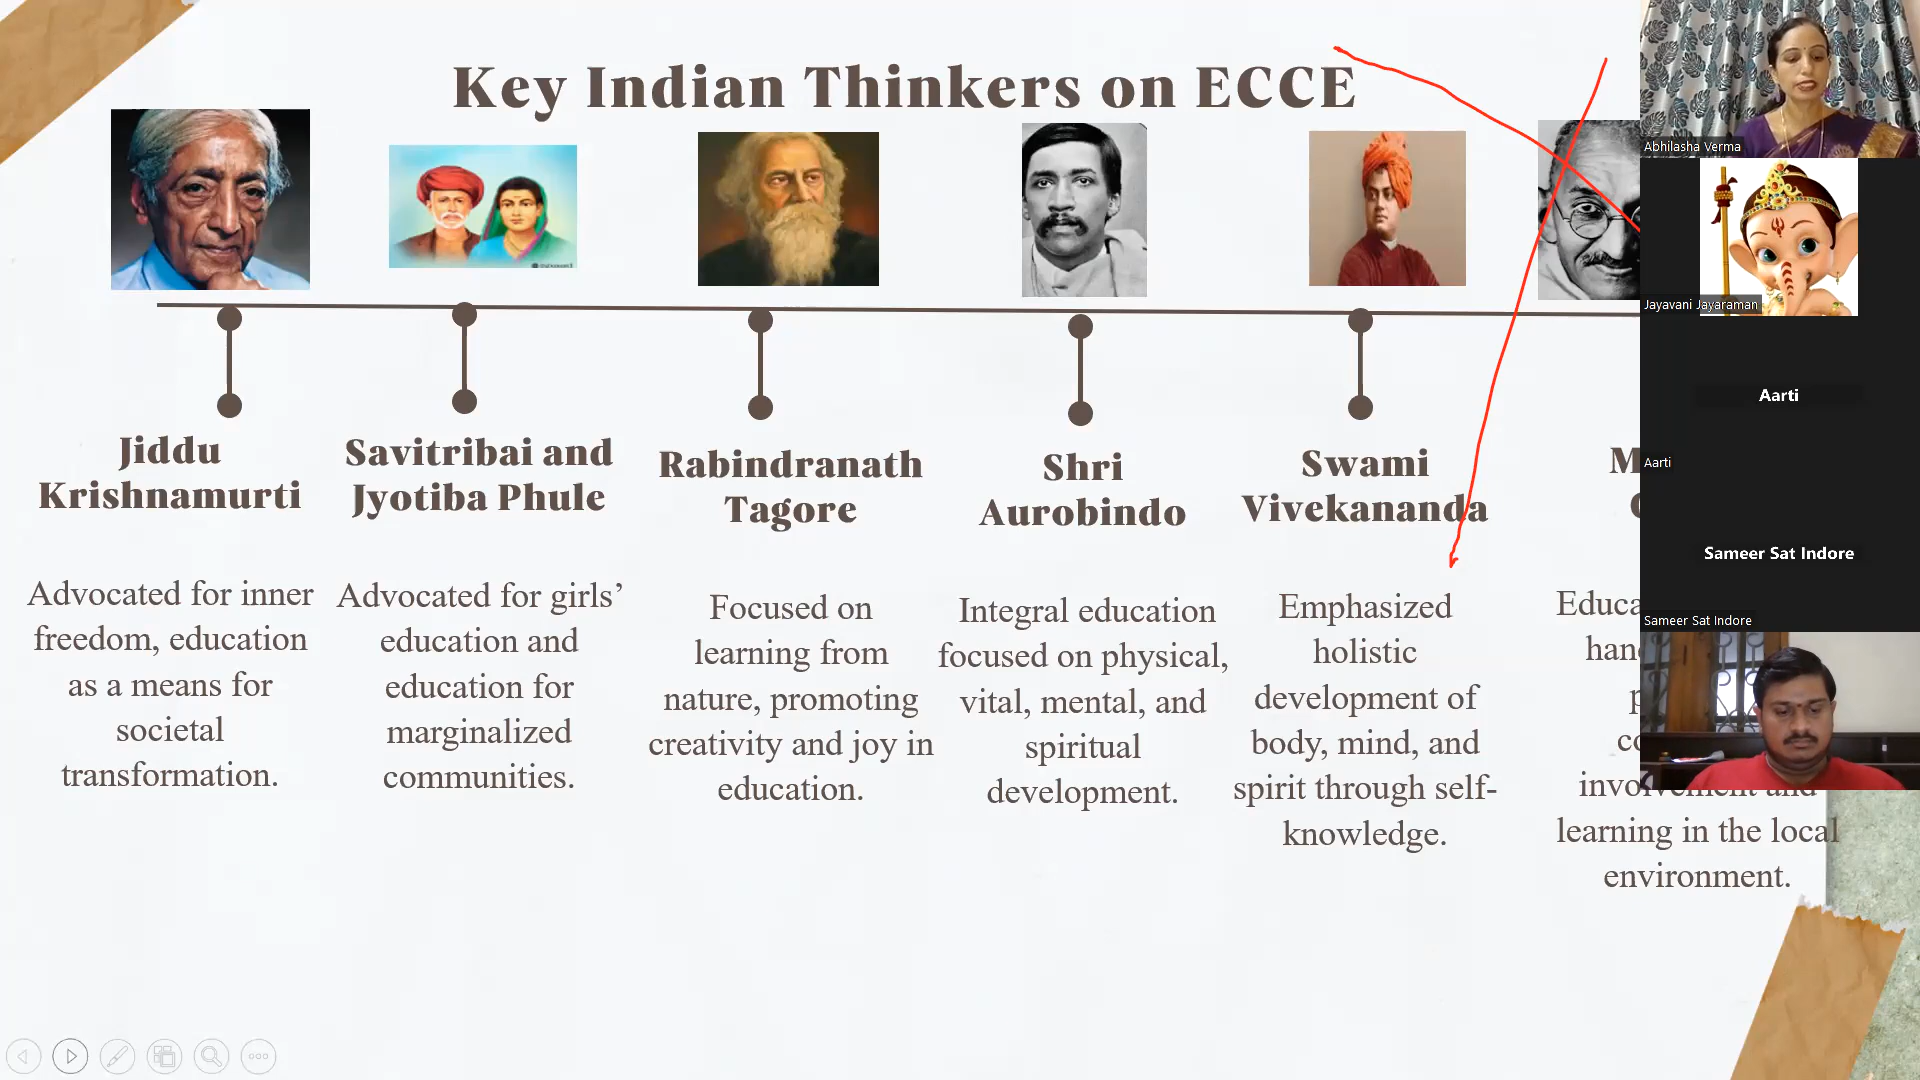 Key Indian Thinkers on ECCE
Jiddu
Krishnamurti
Advocated for inner
freedom, education
as a means for
societal
transformation.
Savitribai and
Jyotiba Phule
Advocated for girls’
education and
education for
marginalized
communities.
Rabindranath
Tagore
Focused on
learning from
nature, promoting
creativity and joy in
education.
Shri
Aurobindo
Integral education
focused on physical,
vital, mental, and
spiritual
development.
Swami
Vivekananda
Emphasized
holistic
development of
body, mind, and
spirit through self-
knowledge.
learning in the local
environment.
Abhilasha Verma
Jayavani Jayaraman
Aarti
Aarti
Sameer Sat Indore
Sameer Sat Indore